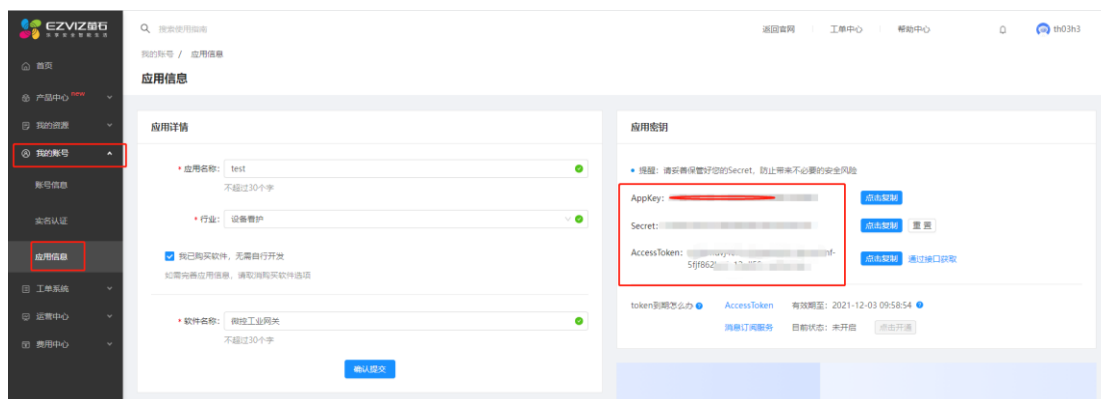 EZVIZ萤石
搜索使用指南
返回官网
工单中心
帮助中心
th03h3
我的账号 / 应用信息
应用信息
首页
产品中心 new
我的资源
我的账号
账号信息
实名认证
应用信息
工单系统
运营中心
费用中心
应用详情
* 应用名称: test
不超过30个字
* 行业: 设备看护
我已购买软件，无需自行开发
如需完善应用信息，请取消购买软件选项
* 软件名称: 微控工业网关
不超过30个字
确认提交
应用密钥
提醒：请妥善保管好您的Secret，防止带来不必要的安全风险
AppKey:
点击复制
Secret:
点击复制
重置
AccessToken:
点击复制
通过接口获取
token到期怎么办
AccessToken
有效期至: 2021-12-03 09:58:54
消息订阅服务
目前状态: 未开启
点击开通